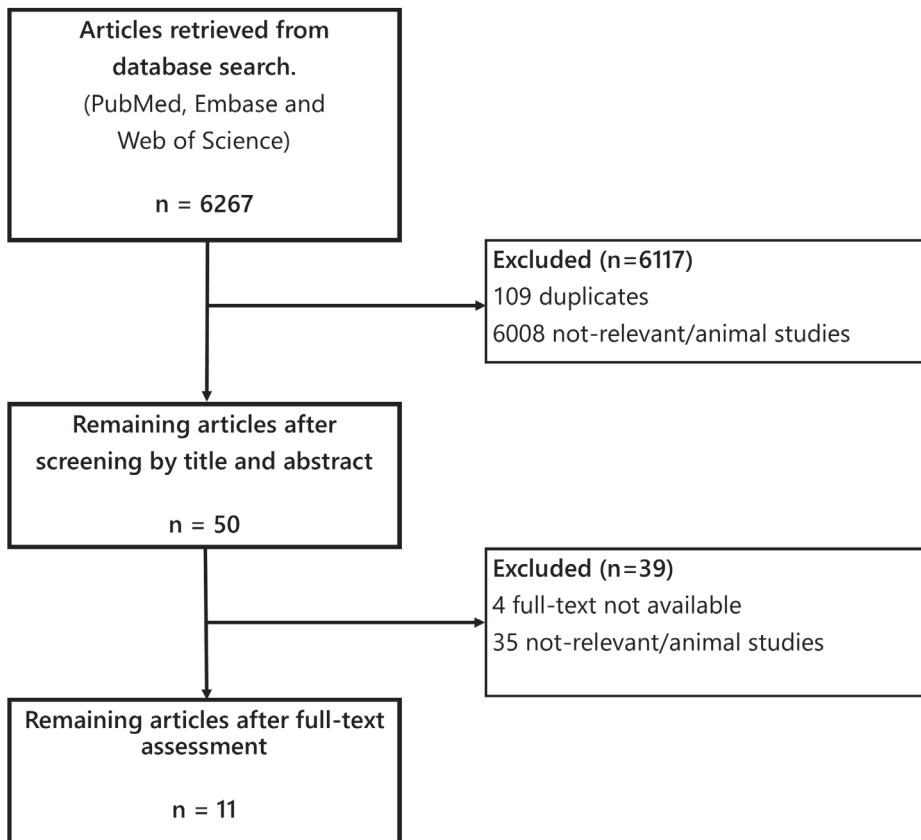 Articles retrieved from
database search.
(PubMed, Embase and
Web of Science)
n = 6267
Excluded (n=6117)
109 duplicates
6008 not-relevant/animal studies
Remaining articles after
screening by title and abstract
n = 50
Excluded (n=39)
4 full-text not available
35 not-relevant/animal studies
Remaining articles after full-text
assessment
n = 11